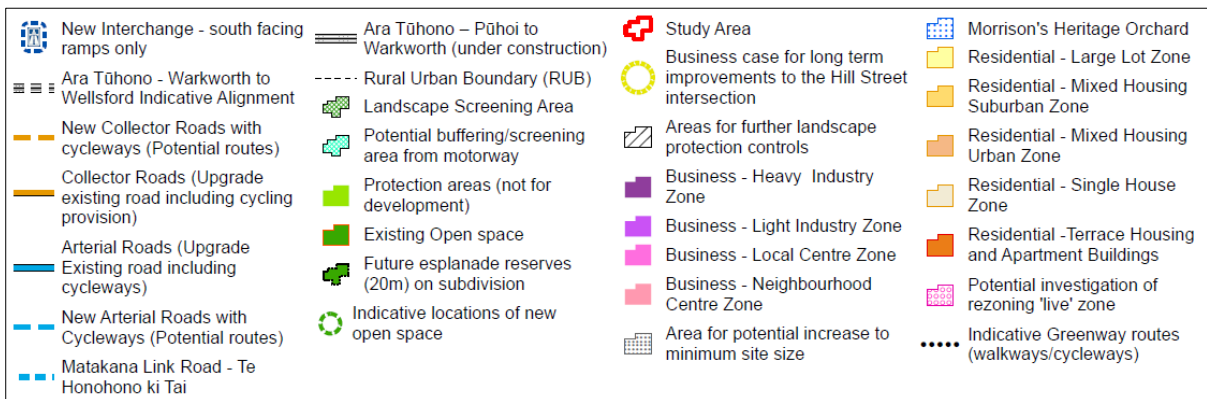 New Interchange - south facing
ramps only
Ara Tūhono - Warkworth to
Wellsford Indicative Alignment
New Collector Roads with
cycleways (Potential routes)
Collector Roads (Upgrade
existing road including cycling
provision)
Arterial Roads (Upgrade
Existing road including
cycleways)
New Arterial Roads with
Cycleways (Potential routes)
Matakana Link Road - Te
Honohono ki Tai
Ara Tūhono – Pūhoi to
Warkworth (under construction)
Rural Urban Boundary (RUB)
Landscape Screening Area
Potential buffering/screening
area from motorway
Protection areas (not for
development)
Existing Open space
Future esplanade reserves
(20m) on subdivision
Indicative locations of new
open space
Study Area
Business case for long term
improvements to the Hill Street
intersection
Areas for further landscape
protection controls
Business - Heavy Industry
Zone
Business - Light Industry Zone
Business - Local Centre Zone
Business - Neighbourhood
Centre Zone
Area for potential increase to
minimum site size
Morrison's Heritage Orchard
Residential - Large Lot Zone
Residential - Mixed Housing
Suburban Zone
Residential - Mixed Housing
Urban Zone
Residential - Single House
Zone
Residential -Terrace Housing
and Apartment Buildings
Potential investigation of
rezoning 'live' zone
Indicative Greenway routes
(walkways/cycleways)